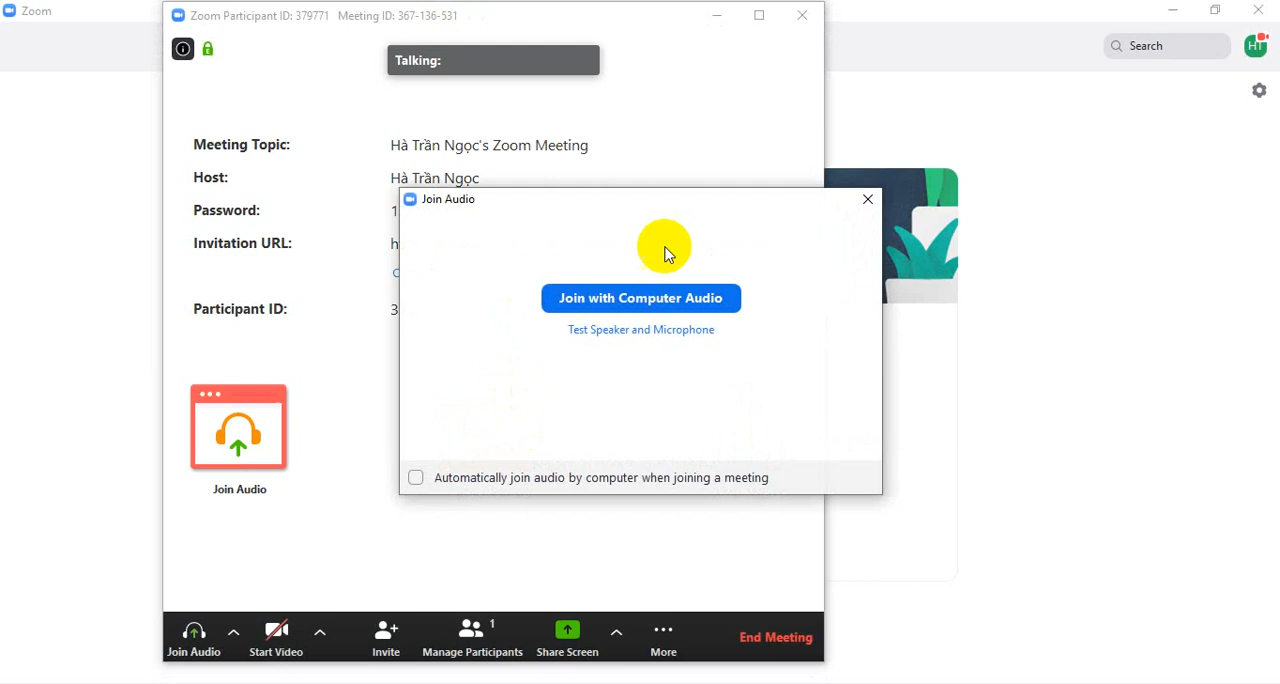 Zoom
Zoom Participant ID: 379771 Meeting ID: 367-136-531
Search
HT
Talking:
Meeting Topic:
Hà Trần Ngọc's Zoom Meeting
Host:
Hà Trần Ngọc
Password:
1
Invitation URL:
h
Participant ID:
3
Join Audio
Join with Computer Audio
Test Speaker and Microphone
Automatically join audio by computer when joining a meeting
Join Audio
Join Audio
Start Video
Invite
1
Manage Participants
Share Screen
More
End Meeting